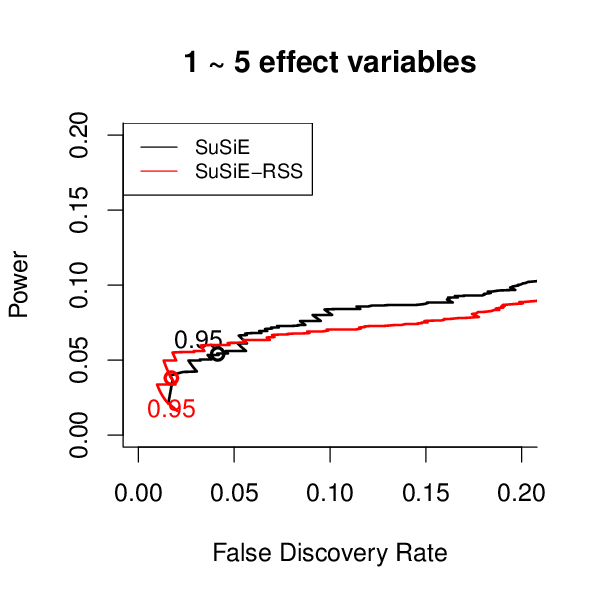 1 ~ 5 effect variables
SuSiE
SuSiE−RSS
Power
0.20
0.15
0.10
0.05
0.00
0.95
0.95
0.00 0.05 0.10 0.15 0.20
False Discovery Rate